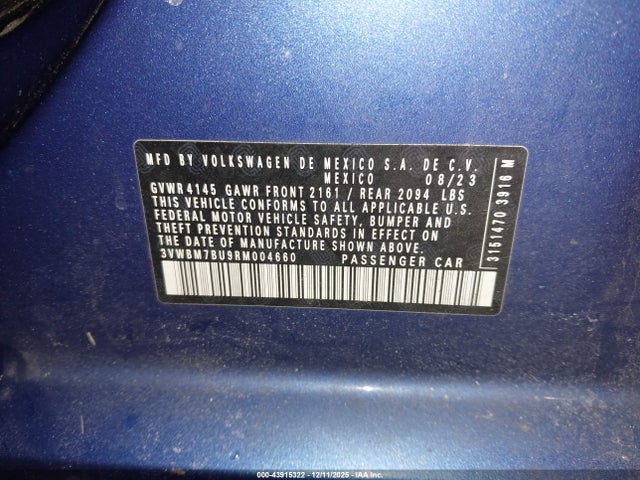 MFD BY VOLKSWAGEN DE MEXICO S.A. DE C.V.
MEXICO 08/23
GVWR 4145 GAWR FRONT 2161 / REAR 2094 LBS
THIS VEHICLE CONFORMS TO ALL APPLICABLE U.S.
FEDERAL MOTOR VEHICLE SAFETY, BUMPER AND
THEFT PREVENTION STANDARDS IN EFFECT ON
THE DATE OF MANUFACTURE SHOWN ABOVE.
3VWBM7BU9RM004660 PASSENGER CAR
3151470 3916 M
000-43915322 - 12/11/2025 - IAAI.com